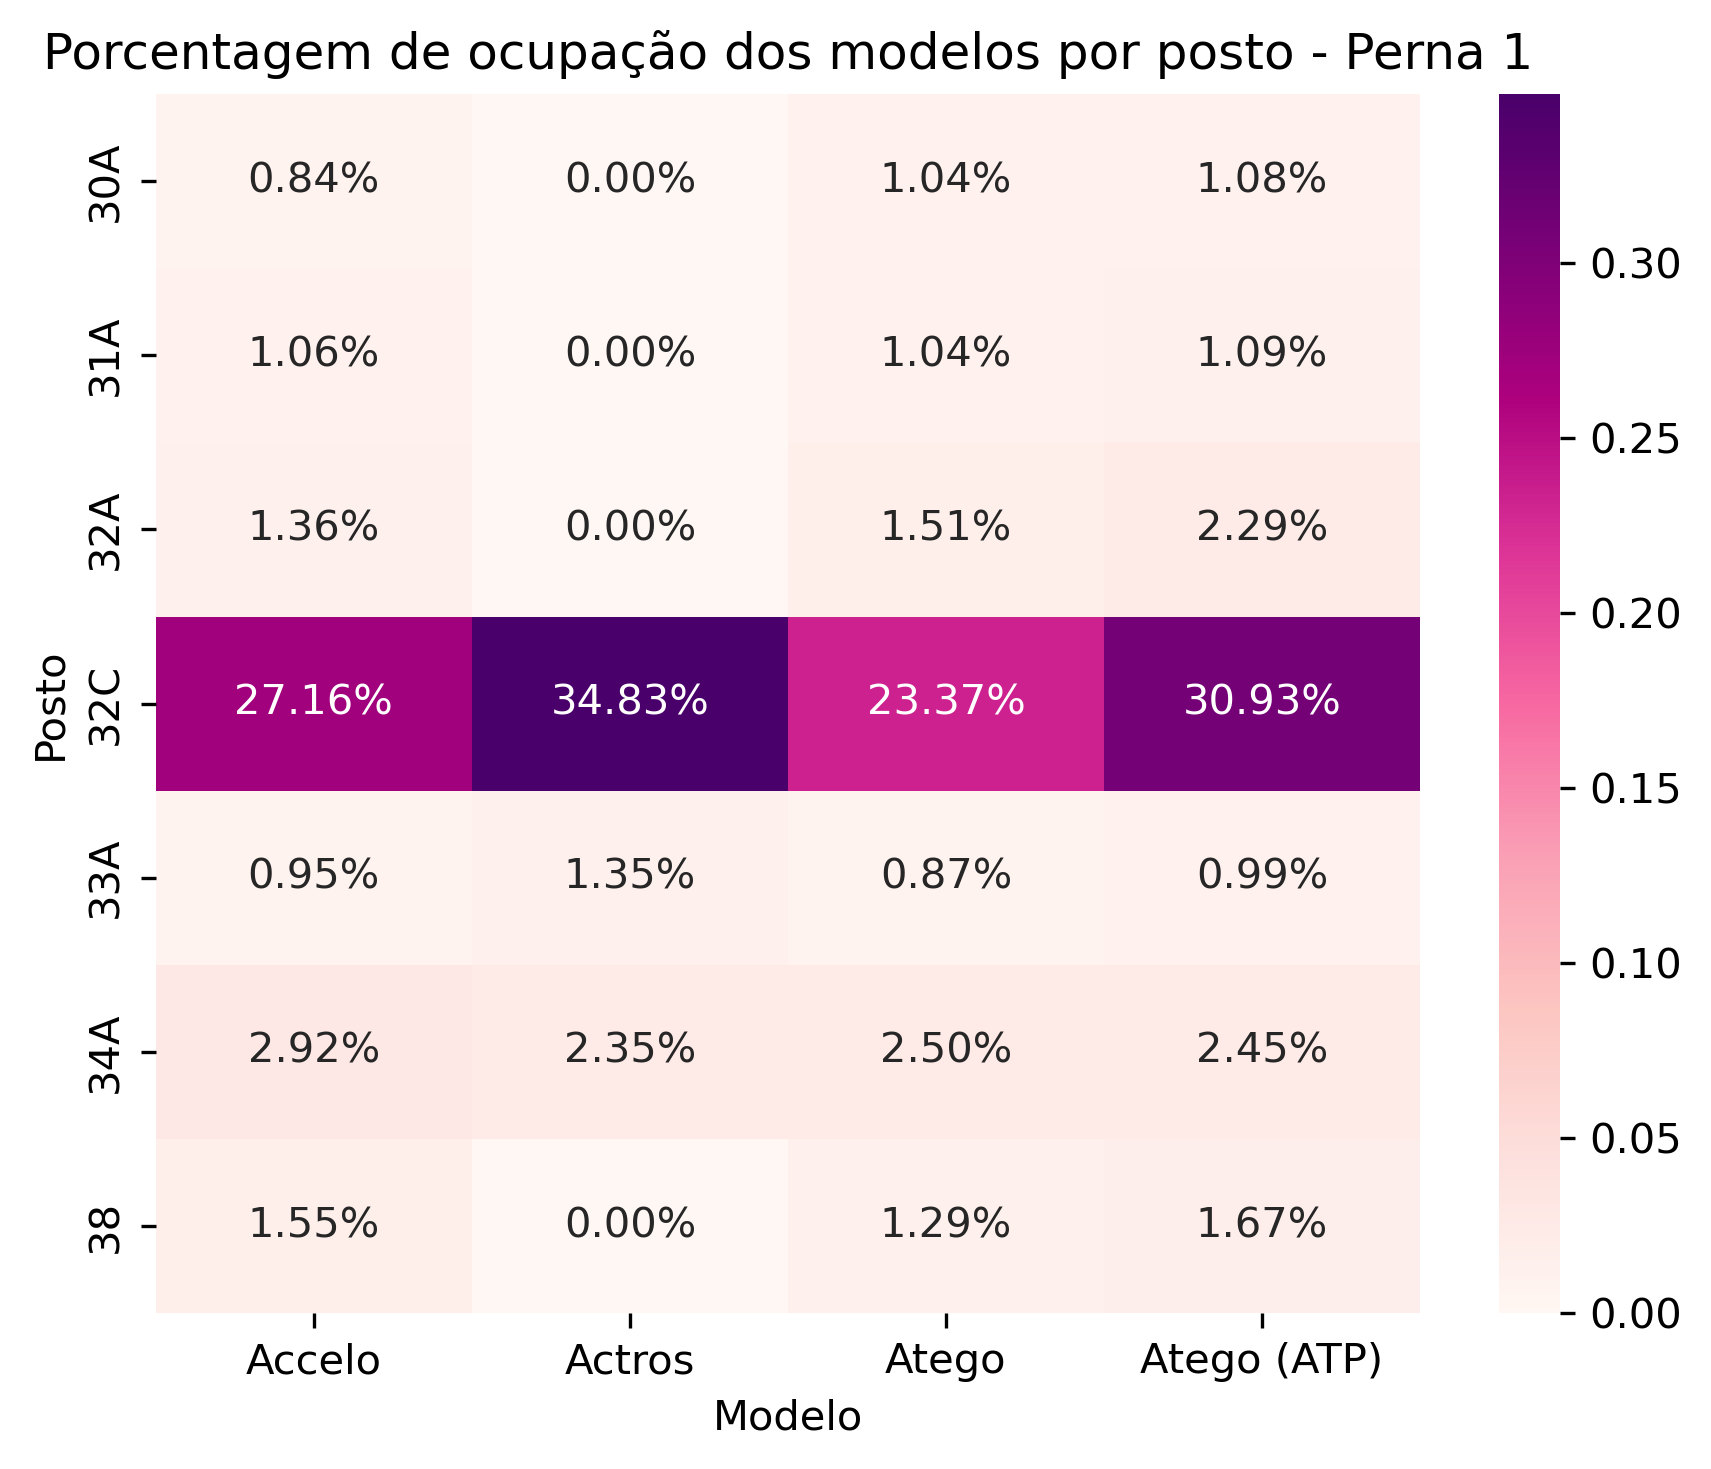 Porcentagem de ocupação dos modelos por posto - Perna 1
Posto
30A 0.84% 0.00% 1.04% 1.08%
31A 1.06% 0.00% 1.04% 1.09%
32A 1.36% 0.00% 1.51% 2.29%
32C 27.16% 34.83% 23.37% 30.93%
33A 0.95% 1.35% 0.87% 0.99%
34A 2.92% 2.35% 2.50% 2.45%
38 1.55% 0.00% 1.29% 1.67%
Accelo Actros Atego Atego (ATP)
Modelo
0.30
0.25
0.20
0.15
0.10
0.05
0.00